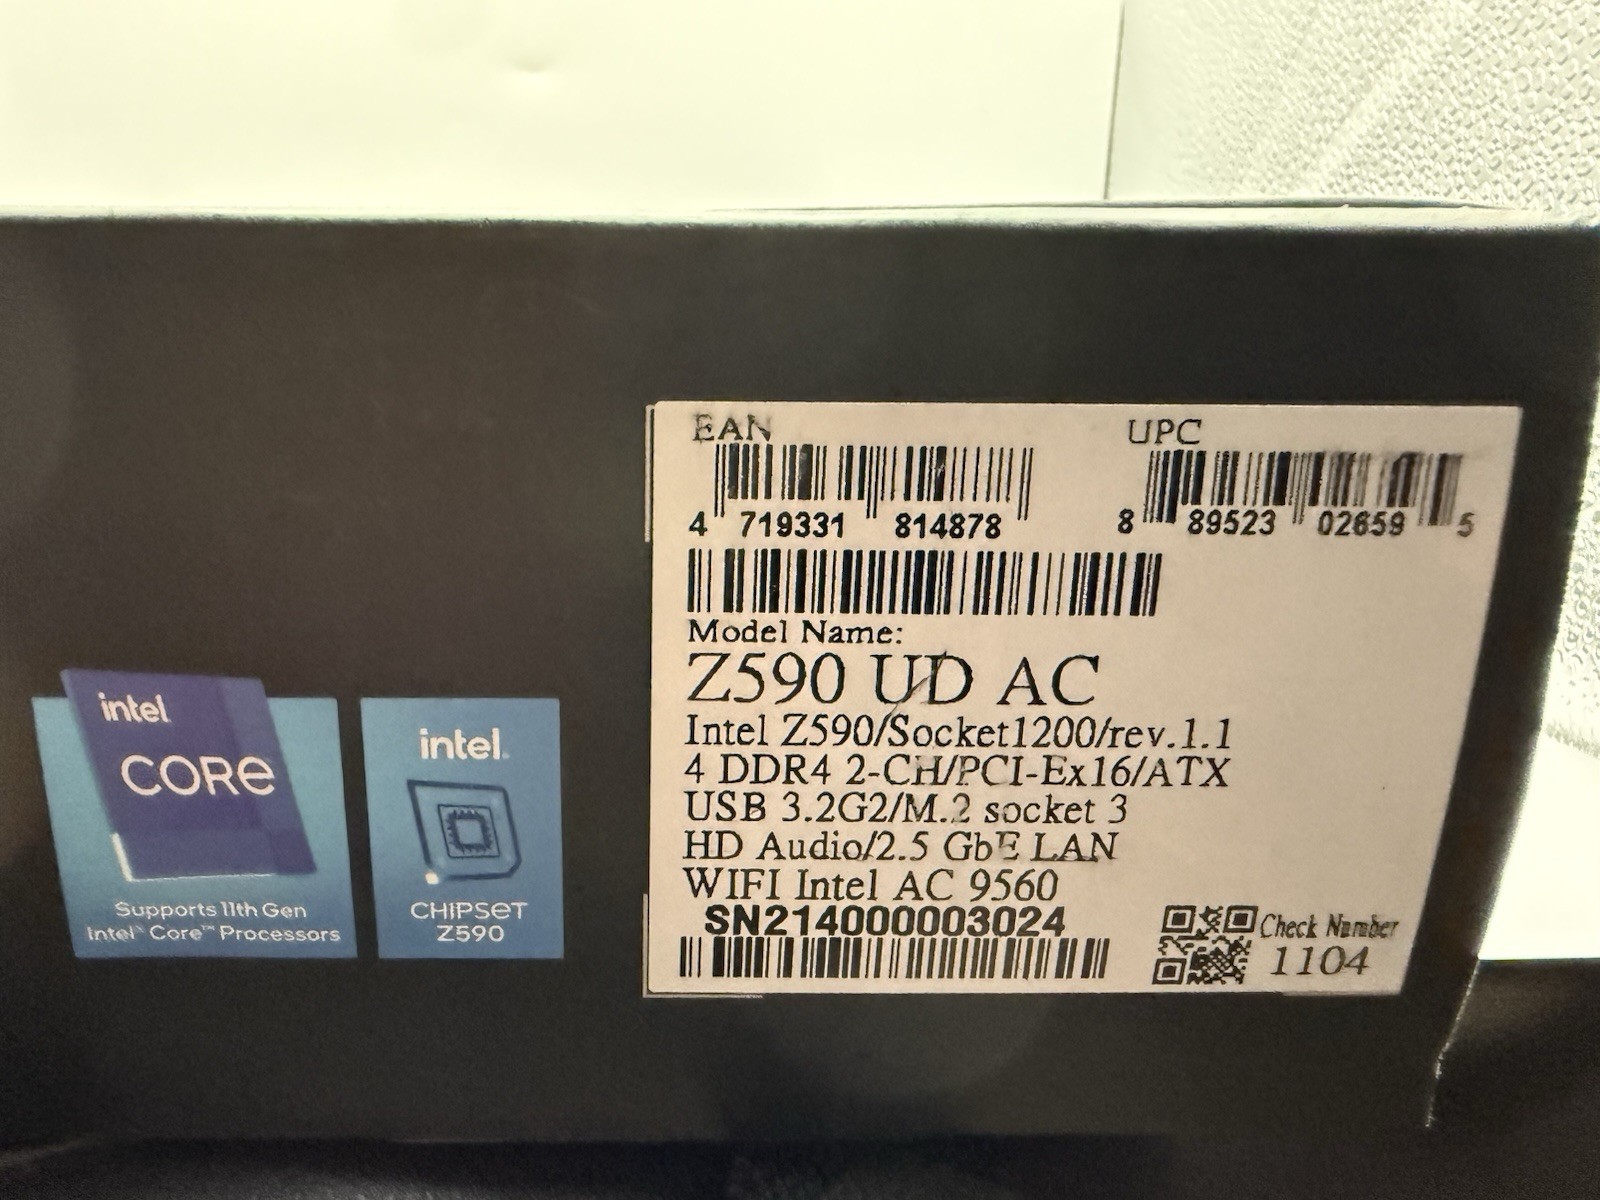 EAN
UPC
4 719331 814878
8 89523 02659 5
Model Name:
Z590 UD AC
Intel Z590/Socket1200/rev.1.1
4 DDR4 2-CH/PCI-Ex16/ATX
USB 3.2G2/M.2 socket 3
HD Audio/2.5 GbE LAN
WIFI Intel AC 9560
SN214000003024
Check Number
1104
intel
CORE
Supports 11th Gen
Intel® Core™ Processors
intel.
CHIPSET
Z590